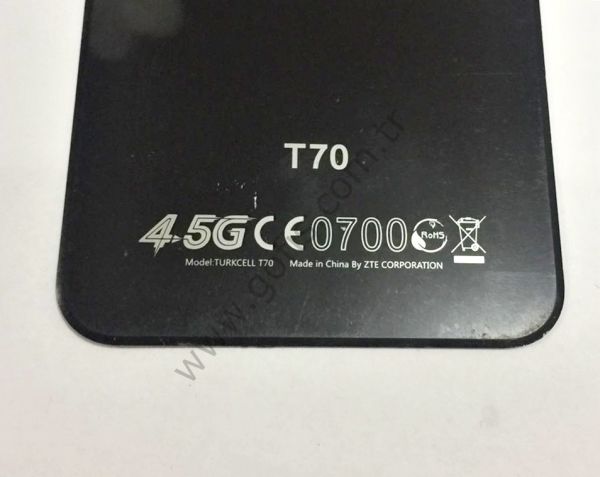 T70
4.5G CE0700 RoHS
Model:TURKCELL T70 Made in China By ZTE CORPORATION